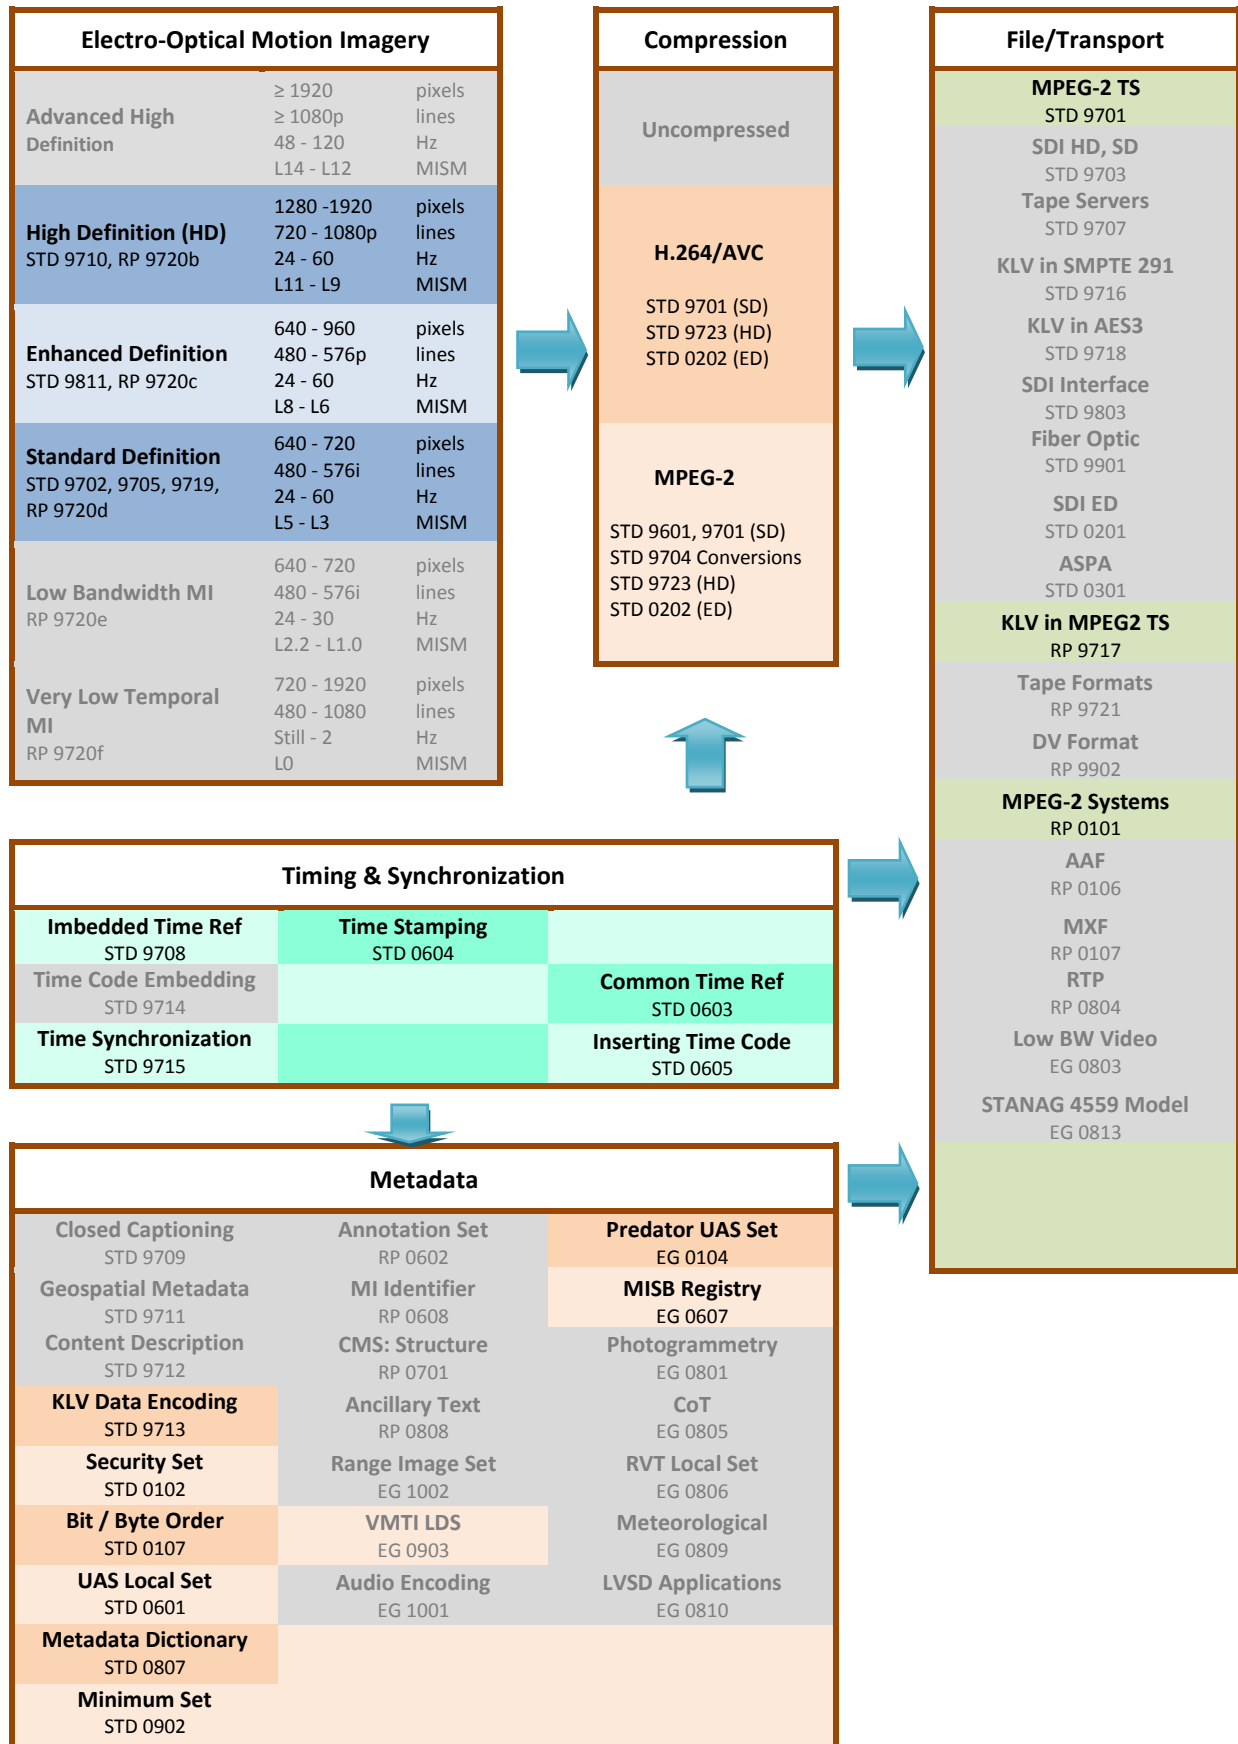 Electro-Optical Motion Imagery
Advanced High
Definition
≥ 1920 pixels
≥ 1080p lines
48 - 120 Hz
L14 - L12 MISM
High Definition (HD)
STD 9710, RP 9720b
1280 -1920 pixels
720 - 1080p lines
24 - 60 Hz
L11 - L9 MISM
Enhanced Definition
STD 9811, RP 9720c
640 - 960 pixels
480 - 576p lines
24 - 60 Hz
L8 - L6 MISM
Standard Definition
STD 9702, 9705, 9719,
RP 9720d
640 - 720 pixels
480 - 576i lines
24 - 60 Hz
L5 - L3 MISM
Low Bandwidth MI
RP 9720e
640 - 720 pixels
480 - 576i lines
24 - 30 Hz
L2.2 - L1.0 MISM
Very Low Temporal
MI
RP 9720f
720 - 1920 pixels
480 - 1080 lines
Still - 2 Hz
L0 MISM
Compression
Uncompressed
H.264/AVC
STD 9701 (SD)
STD 9723 (HD)
STD 0202 (ED)
MPEG-2
STD 9601, 9701 (SD)
STD 9704 Conversions
STD 9723 (HD)
STD 0202 (ED)
File/Transport
MPEG-2 TS
STD 9701
SDI HD, SD
STD 9703
Tape Servers
STD 9707
KLV in SMPTE 291
STD 9716
KLV in AES3
STD 9718
SDI Interface
STD 9803
Fiber Optic
STD 9901
SDI ED
STD 0201
ASPA
STD 0301
KLV in MPEG2 TS
RP 9717
Tape Formats
RP 9721
DV Format
RP 9902
MPEG-2 Systems
RP 0101
AAF
RP 0106
MXF
RP 0107
RTP
RP 0804
Low BW Video
EG 0803
STANAG 4559 Model
EG 0813
Timing & Synchronization
Imbedded Time Ref
STD 9708
Time Stamping
STD 0604
Time Code Embedding
STD 9714
Common Time Ref
STD 0603
Time Synchronization
STD 9715
Inserting Time Code
STD 0605
Metadata
Closed Captioning
STD 9709
Annotation Set
RP 0602
Predator UAS Set
EG 0104
Geospatial Metadata
STD 9711
MI Identifier
RP 0608
MISB Registry
EG 0607
Content Description
STD 9712
CMS: Structure
RP 0701
Photogrammetry
EG 0801
KLV Data Encoding
STD 9713
Ancillary Text
RP 0808
CoT
EG 0805
Security Set
STD 0102
Range Image Set
EG 1002
RVT Local Set
EG 0806
Bit / Byte Order
STD 0107
VMTI LDS
EG 0903
Meteorological
EG 0809
UAS Local Set
STD 0601
Audio Encoding
EG 1001
LVSD Applications
EG 0810
Metadata Dictionary
STD 0807
Minimum Set
STD 0902